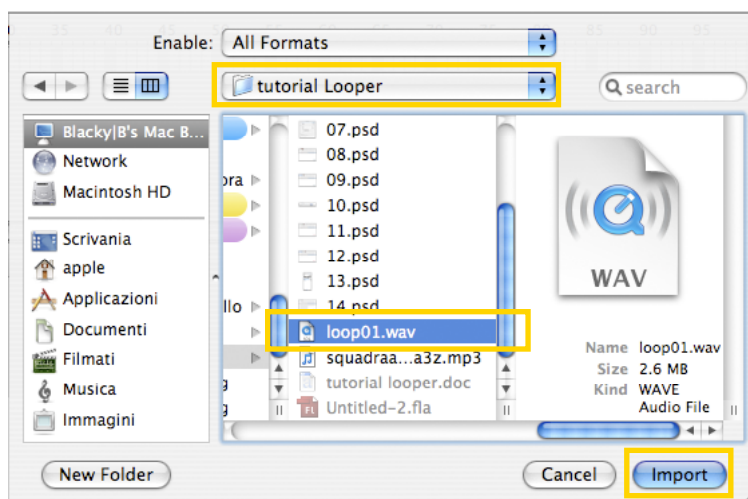 Enable: All Formats
tutorial Looper
search
Blacky|B's Mac B...
Network
Macintosh HD
Scrivania
apple
Applicazioni
Documenti
Filmati
Musica
Immagini
ora
llo
07.psd
08.psd
09.psd
10.psd
11.psd
12.psd
13.psd
14.psd
loop01.wav
squadraa...a3z.mp3
tutorial looper.doc
Untitled-2.fla
WAV
Name loop01.wav
Size 2.6 MB
Kind WAVE
Audio File
New Folder
Cancel
Import